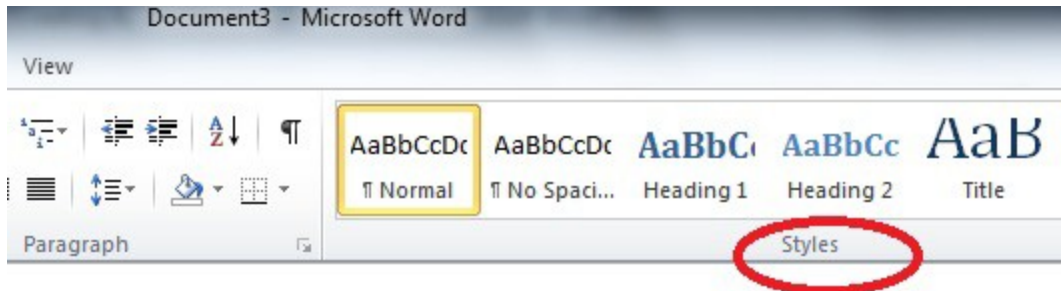 Document3 - Microsoft Word
View
AaBbCcDc AaBbCcDc AaBbC AaBbCc AaB
¶ Normal ¶ No Spaci... Heading 1 Heading 2 Title
Paragraph Styles